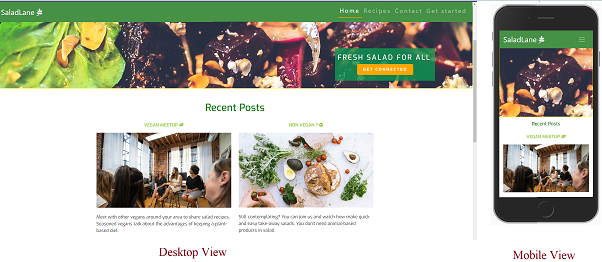 SaladLane
Home Recipes Contact Get started
FRESH SALAD FOR ALL
GET CONNECTED
Recent Posts
VEGAN MEETUP
NON VEGAN ?
Meet with other vegans around your area to share salad recipes.
Seasoned vegans talk about the advantages of keeping a plant-
based diet.
Still contemplating? You can join us and watch how make quick
and easy take-away salads. You don't need animal-based
products in salad.
Desktop View
SaladLane
Recent Posts
VEGAN MEETUP
Mobile View